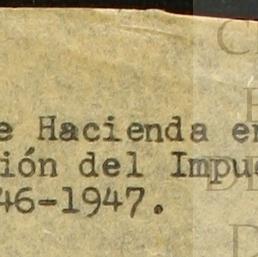 e Hacienda en
ión del Impue
46-1947.